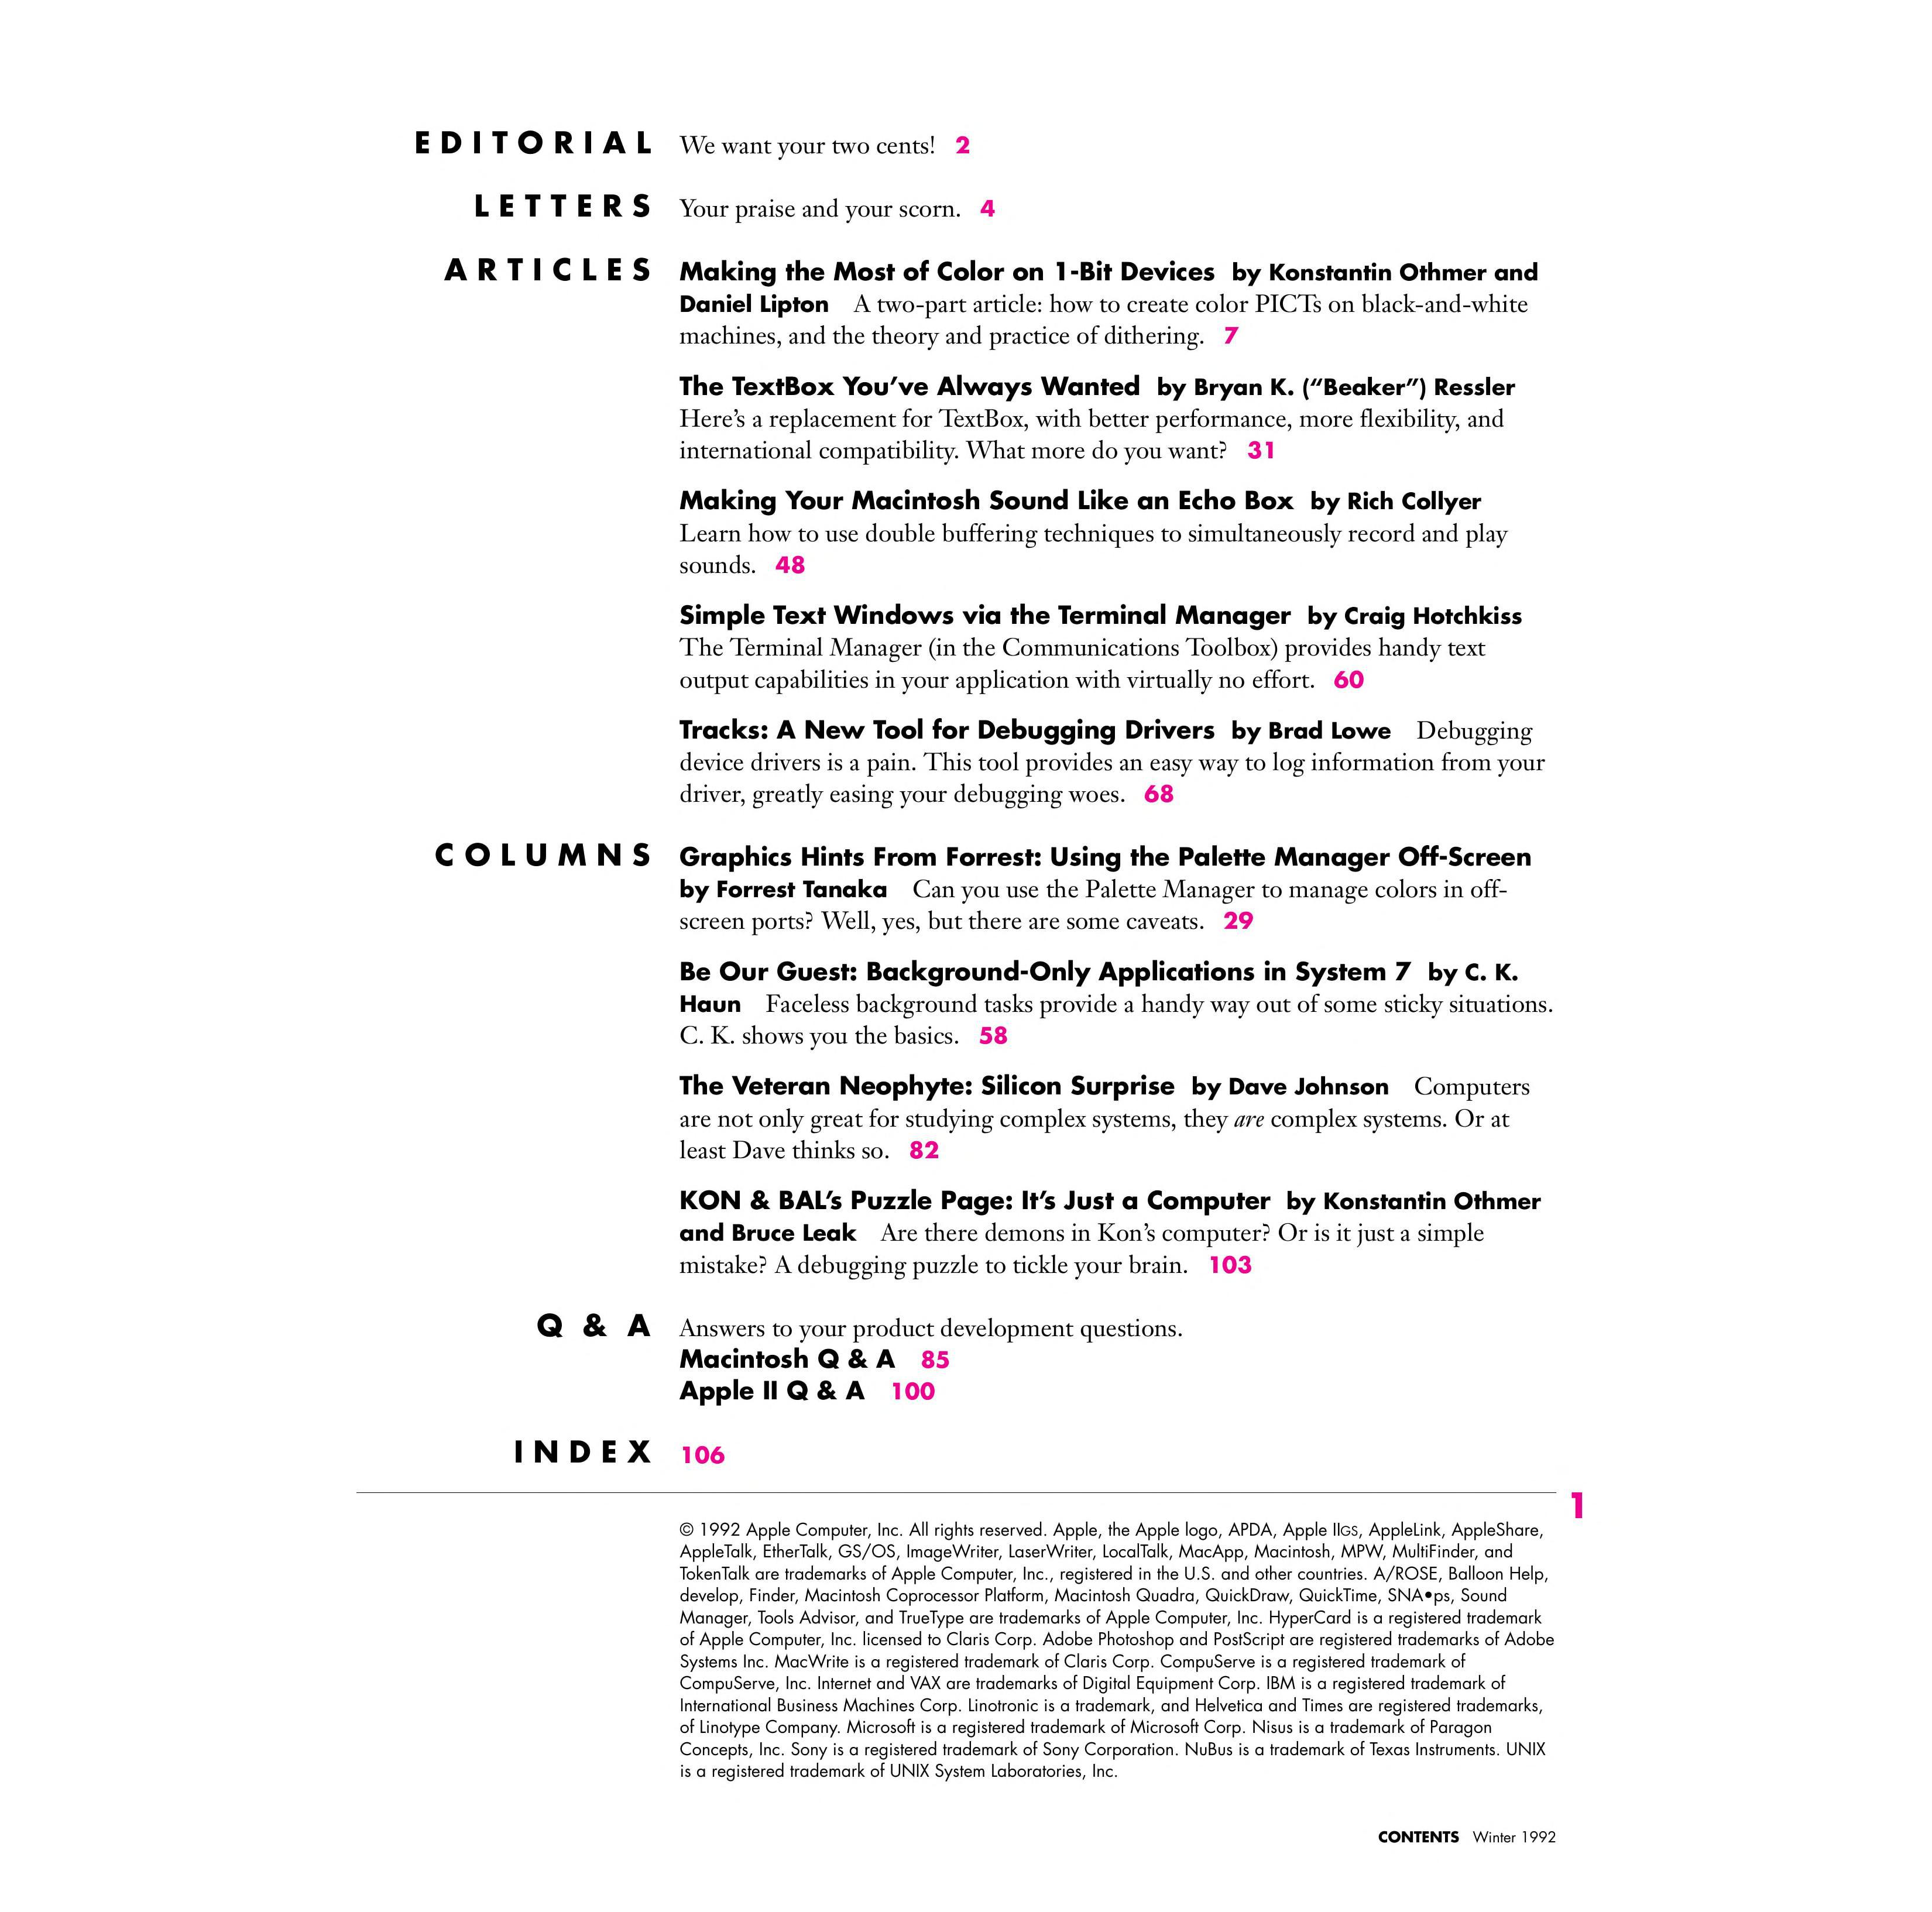 EDITORIAL We want your two cents! 2
LETTERS Your praise and your scorn. 4
ARTICLES Making the Most of Color on 1-Bit Devices by Konstantin Othmer and
Daniel Lipton A two-part article: how to create color PICTs on black-and-white
machines, and the theory and practice of dithering. 7
The TextBox You’ve Always Wanted by Bryan K. (“Beaker”) Ressler
Here’s a replacement for TextBox, with better performance, more flexibility, and
international compatibility. What more do you want? 31
Making Your Macintosh Sound Like an Echo Box by Rich Collyer
Learn how to use double buffering techniques to simultaneously record and play
sounds. 48
Simple Text Windows via the Terminal Manager by Craig Hotchkiss
The Terminal Manager (in the Communications Toolbox) provides handy text
output capabilities in your application with virtually no effort. 60
Tracks: A New Tool for Debugging Drivers by Brad Lowe Debugging
device drivers is a pain. This tool provides an easy way to log information from your
driver, greatly easing your debugging woes. 68
COLUMNS Graphics Hints From Forrest: Using the Palette Manager Off-Screen
by Forrest Tanaka Can you use the Palette Manager to manage colors in off-
screen ports? Well, yes, but there are some caveats. 29
Be Our Guest: Background-Only Applications in System 7 by C. K.
Haun Faceless background tasks provide a handy way out of some sticky situations.
C. K. shows you the basics. 58
The Veteran Neophyte: Silicon Surprise by Dave Johnson Computers
are not only great for studying complex systems, they are complex systems. Or at
least Dave thinks so. 82
KON & BAL’s Puzzle Page: It’s Just a Computer by Konstantin Othmer
and Bruce Leak Are there demons in Kon’s computer? Or is it just a simple
mistake? A debugging puzzle to tickle your brain. 103
Q & A Answers to your product development questions.
Macintosh Q & A 85
Apple II Q & A 100
INDEX 106
1
© 1992 Apple Computer, Inc. All rights reserved. Apple, the Apple logo, APDA, Apple IIGS, AppleLink, AppleShare,
AppleTalk, EtherTalk, GS/OS, ImageWriter, LaserWriter, LocalTalk, MacApp, Macintosh, MPW, MultiFinder, and
TokenTalk are trademarks of Apple Computer, Inc., registered in the U.S. and other countries. A/ROSE, Balloon Help,
develop, Finder, Macintosh Coprocessor Platform, Macintosh Quadra, QuickDraw, QuickTime, SNA•ps, Sound
Manager, Tools Advisor, and TrueType are trademarks of Apple Computer, Inc. HyperCard is a registered trademark
of Apple Computer, Inc. licensed to Claris Corp. Adobe Photoshop and PostScript are registered trademarks of Adobe
Systems Inc. MacWrite is a registered trademark of Claris Corp. CompuServe is a registered trademark of
CompuServe, Inc. Internet and VAX are trademarks of Digital Equipment Corp. IBM is a registered trademark of
International Business Machines Corp. Linotronic is a trademark, and Helvetica and Times are registered trademarks,
of Linotype Company. Microsoft is a registered trademark of Microsoft Corp. Nisus is a trademark of Paragon
Concepts, Inc. Sony is a registered trademark of Sony Corporation. NuBus is a trademark of Texas Instruments. UNIX
is a registered trademark of UNIX System Laboratories, Inc.
CONTENTS Winter 1992